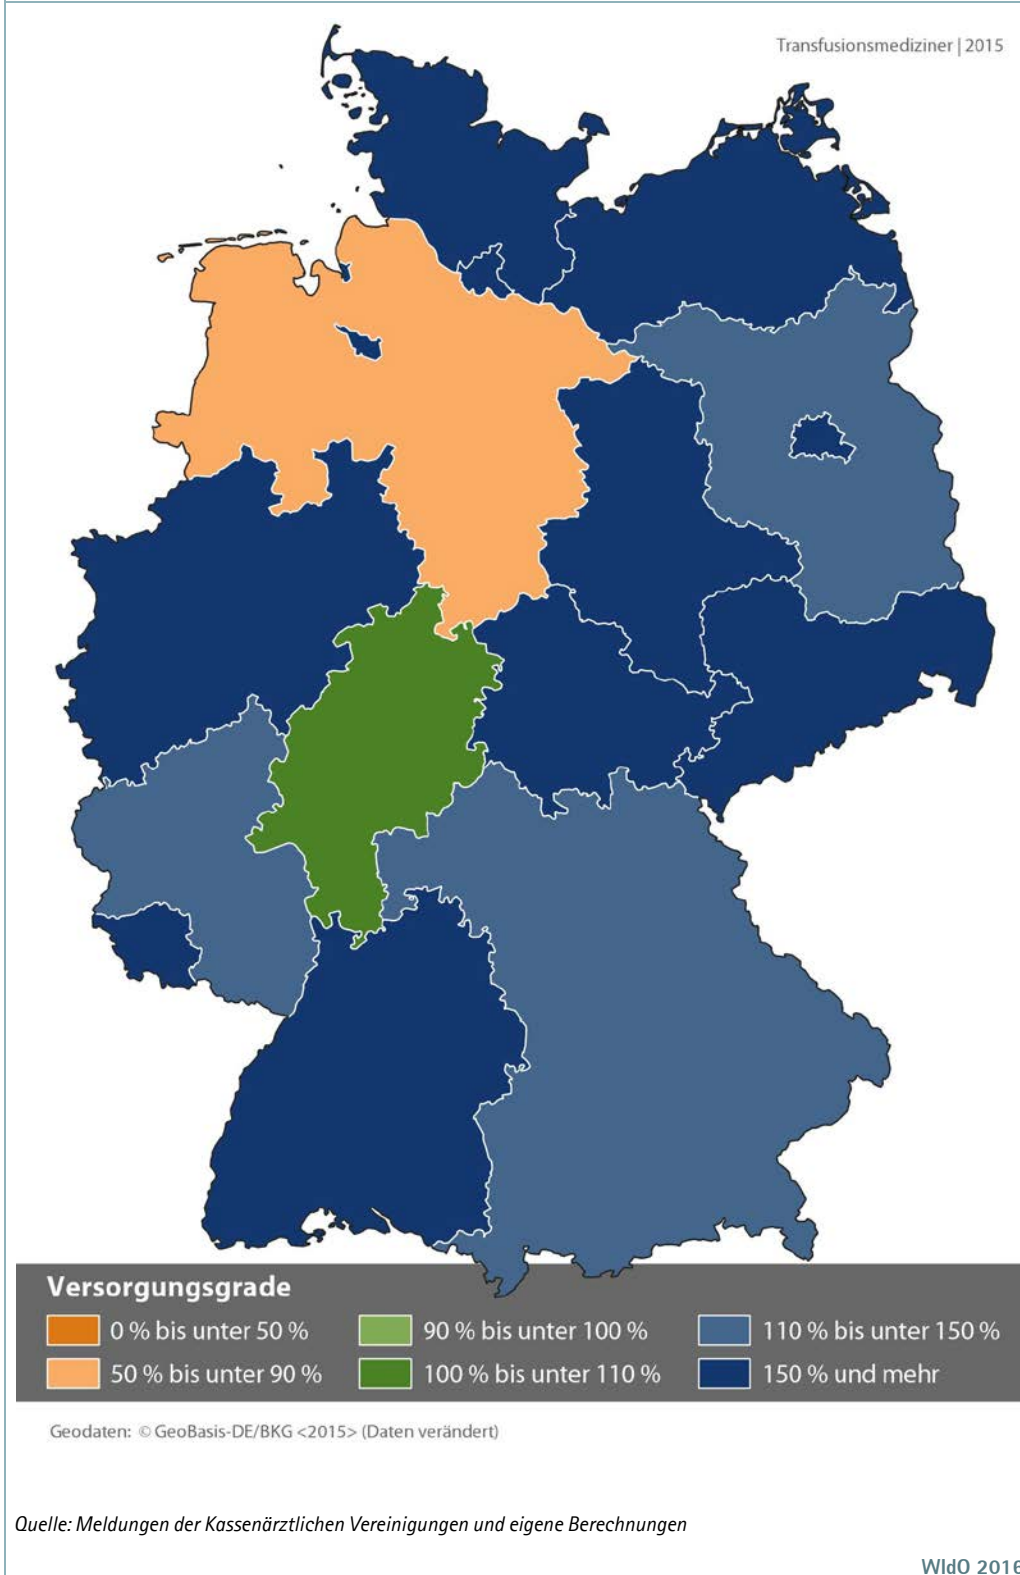 Transfusionsmediziner | 2015
Versorgungsgrade
0 % bis unter 50 %
90 % bis unter 100 %
110 % bis unter 150 %
50 % bis unter 90 %
100 % bis unter 110 %
150 % und mehr
Geodaten: © GeoBasis-DE/BKG <2015> (Daten verändert)
Quelle: Meldungen der Kassenärztlichen Vereinigungen und eigene Berechnungen
WIdO 2016